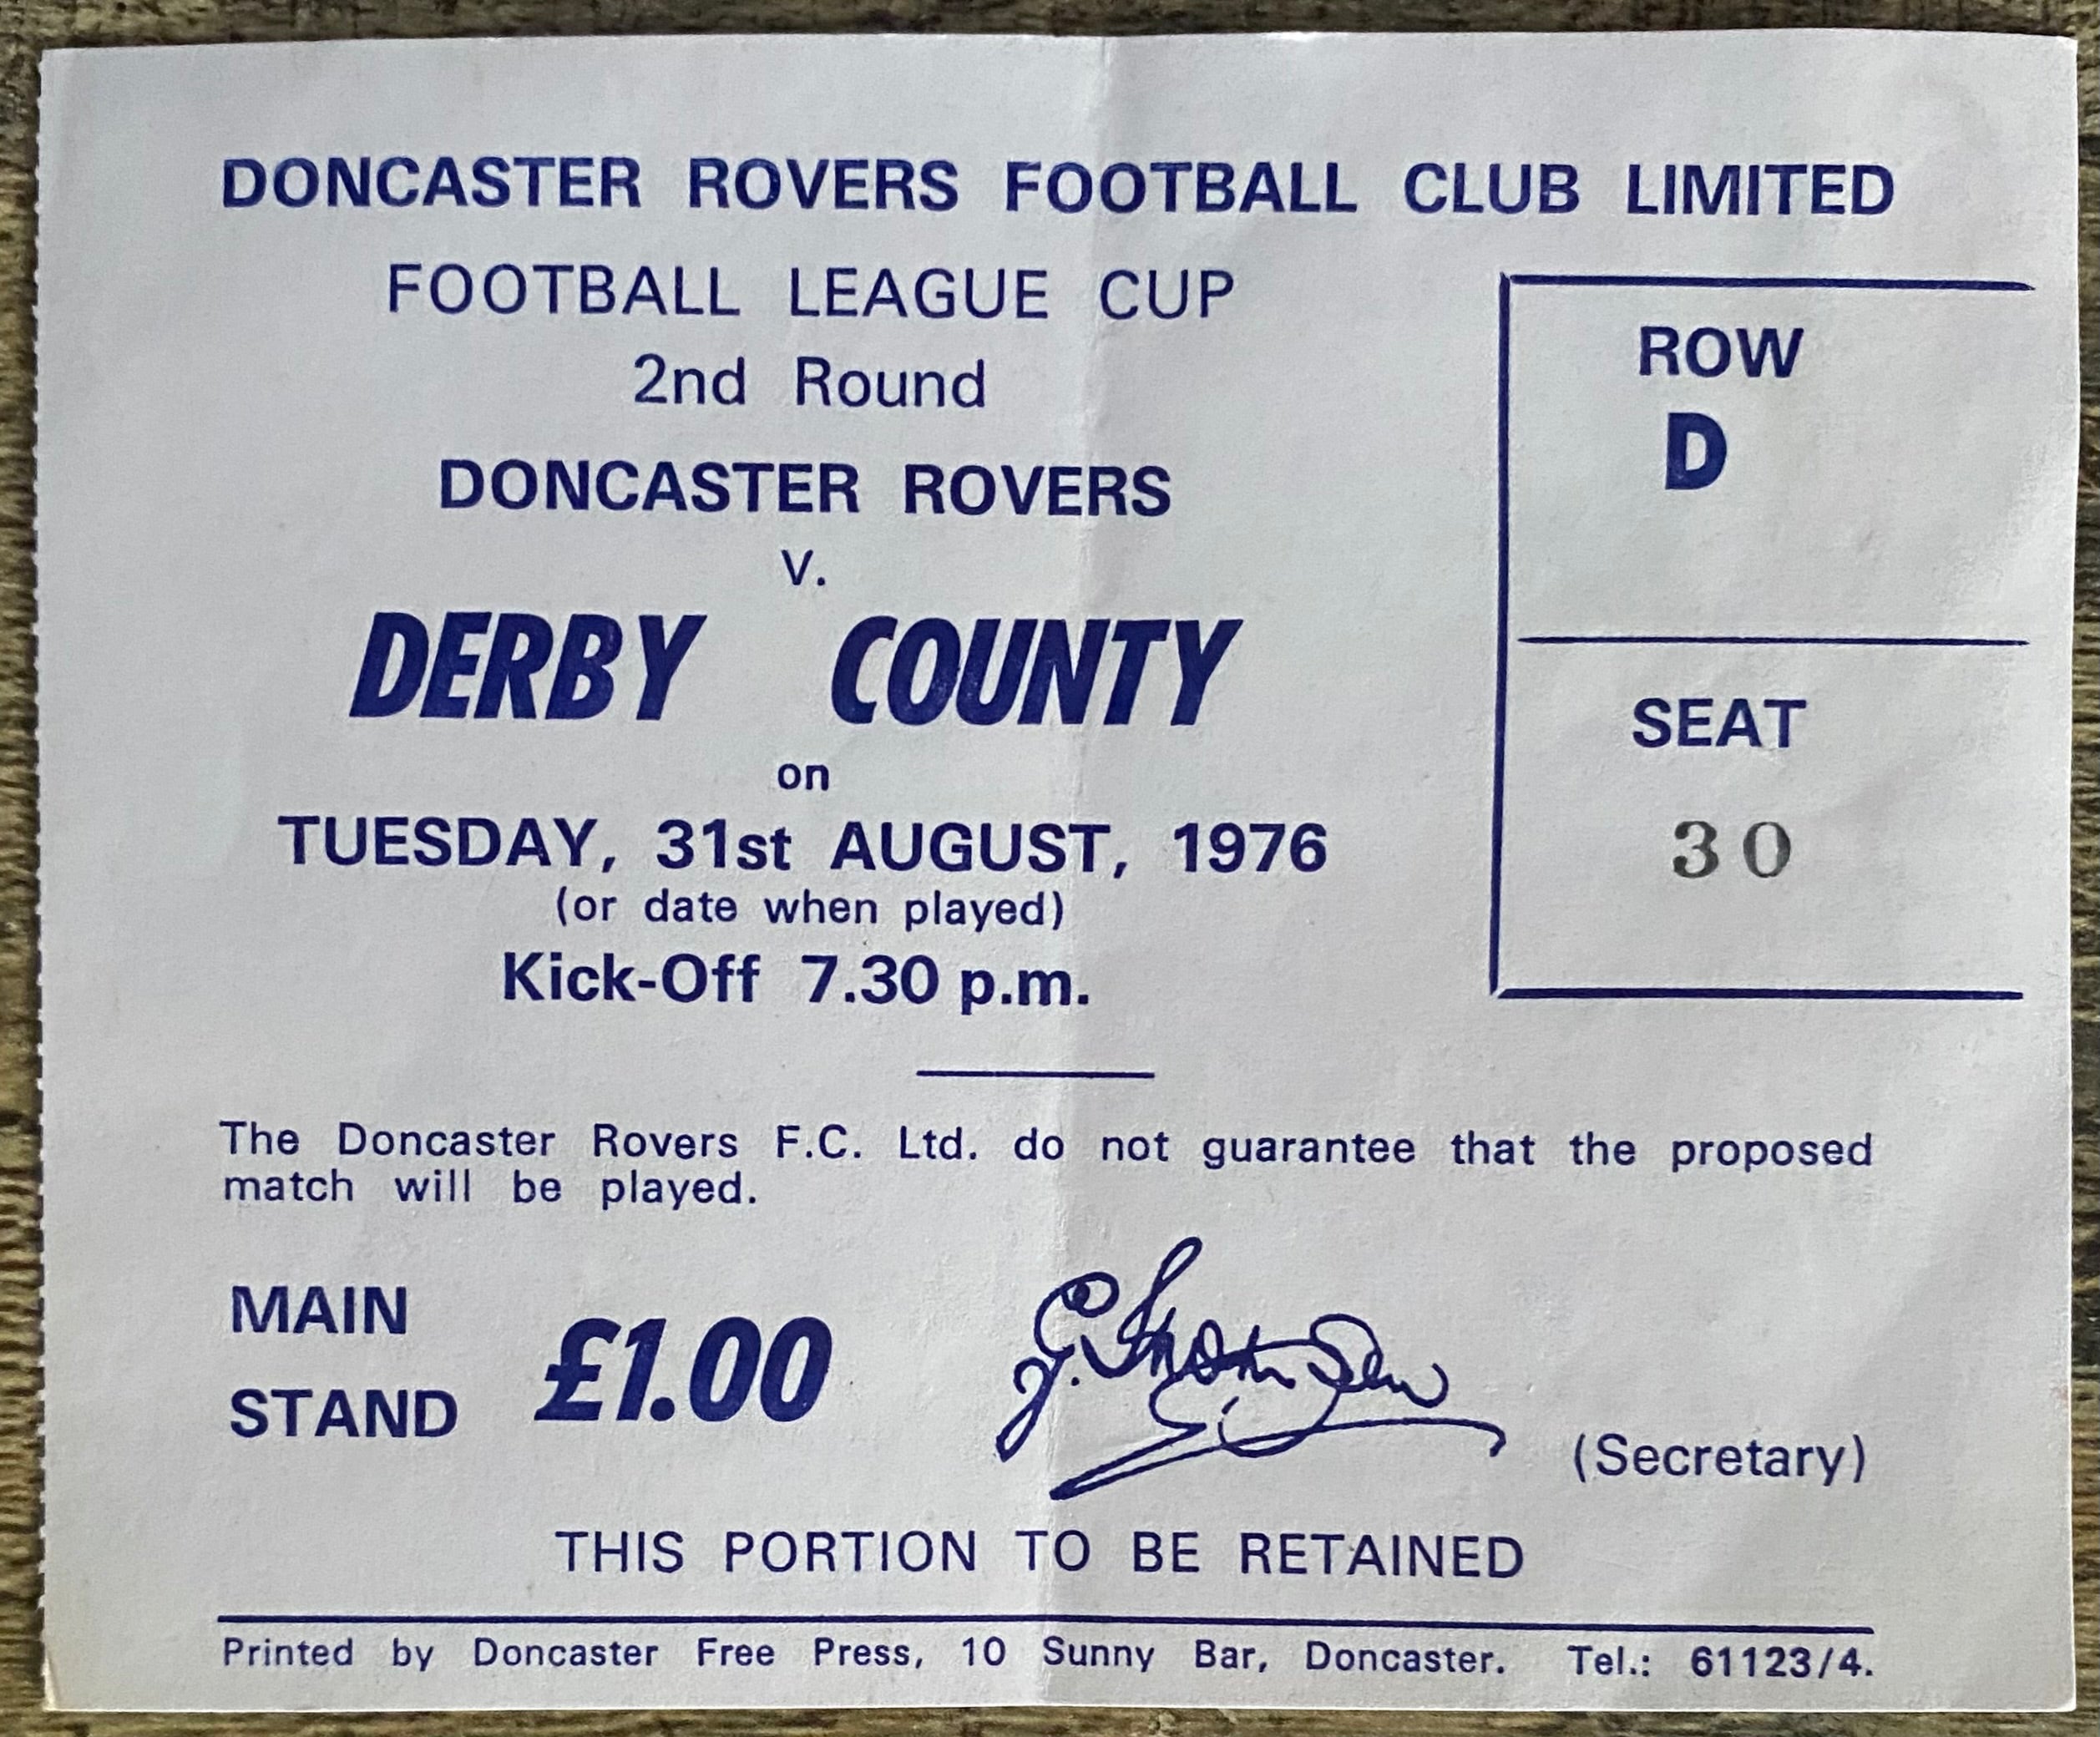 DONCASTER ROVERS FOOTBALL CLUB LIMITED
FOOTBALL LEAGUE CUP
2nd Round
DONCASTER ROVERS
V.
DERBY COUNTY
on
TUESDAY, 31st AUGUST, 1976
(or date when played)
Kick-Off 7.30 p.m.
ROW
D
SEAT
30
The Doncaster Rovers F.C. Ltd. do not guarantee that the proposed
match will be played.
MAIN
STAND
£1.00
(Secretary)
THIS PORTION TO BE RETAINED
Printed by Doncaster Free Press, 10 Sunny Bar, Doncaster. Tel.: 61123/4.